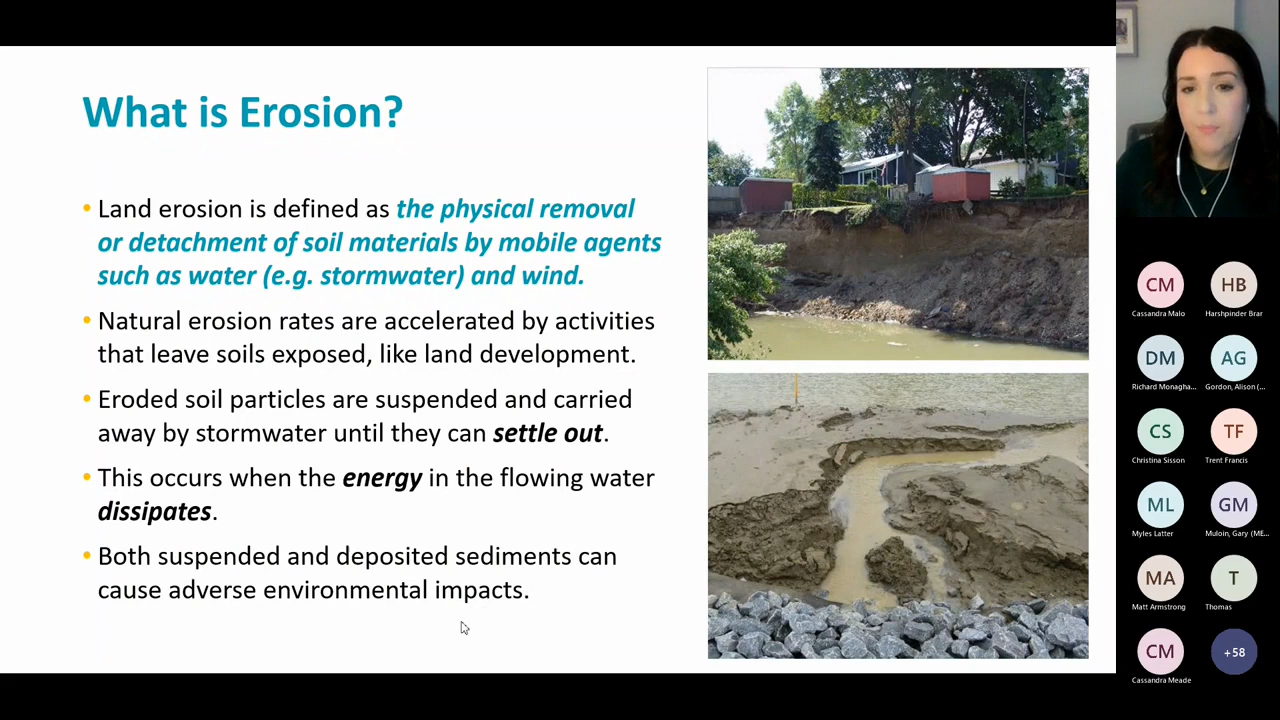 What is Erosion?
• Land erosion is defined as the physical removal
or detachment of soil materials by mobile agents
such as water (e.g. stormwater) and wind.
• Natural erosion rates are accelerated by activities
that leave soils exposed, like land development.
• Eroded soil particles are suspended and carried
away by stormwater until they can settle out.
• This occurs when the energy in the flowing water
dissipates.
• Both suspended and deposited sediments can
cause adverse environmental impacts.
CM
Cassandra Malo
HB
Harshpinder Brar
DM
Richard Monagha...
AG
Gordon, Alison (...
CS
Christina Sisson
TF
Trent Francis
ML
Myles Latter
GM
Muloin, Gary (ME...
MA
Matt Armstrong
T
Thomas
CM
Cassandra Meade
+58